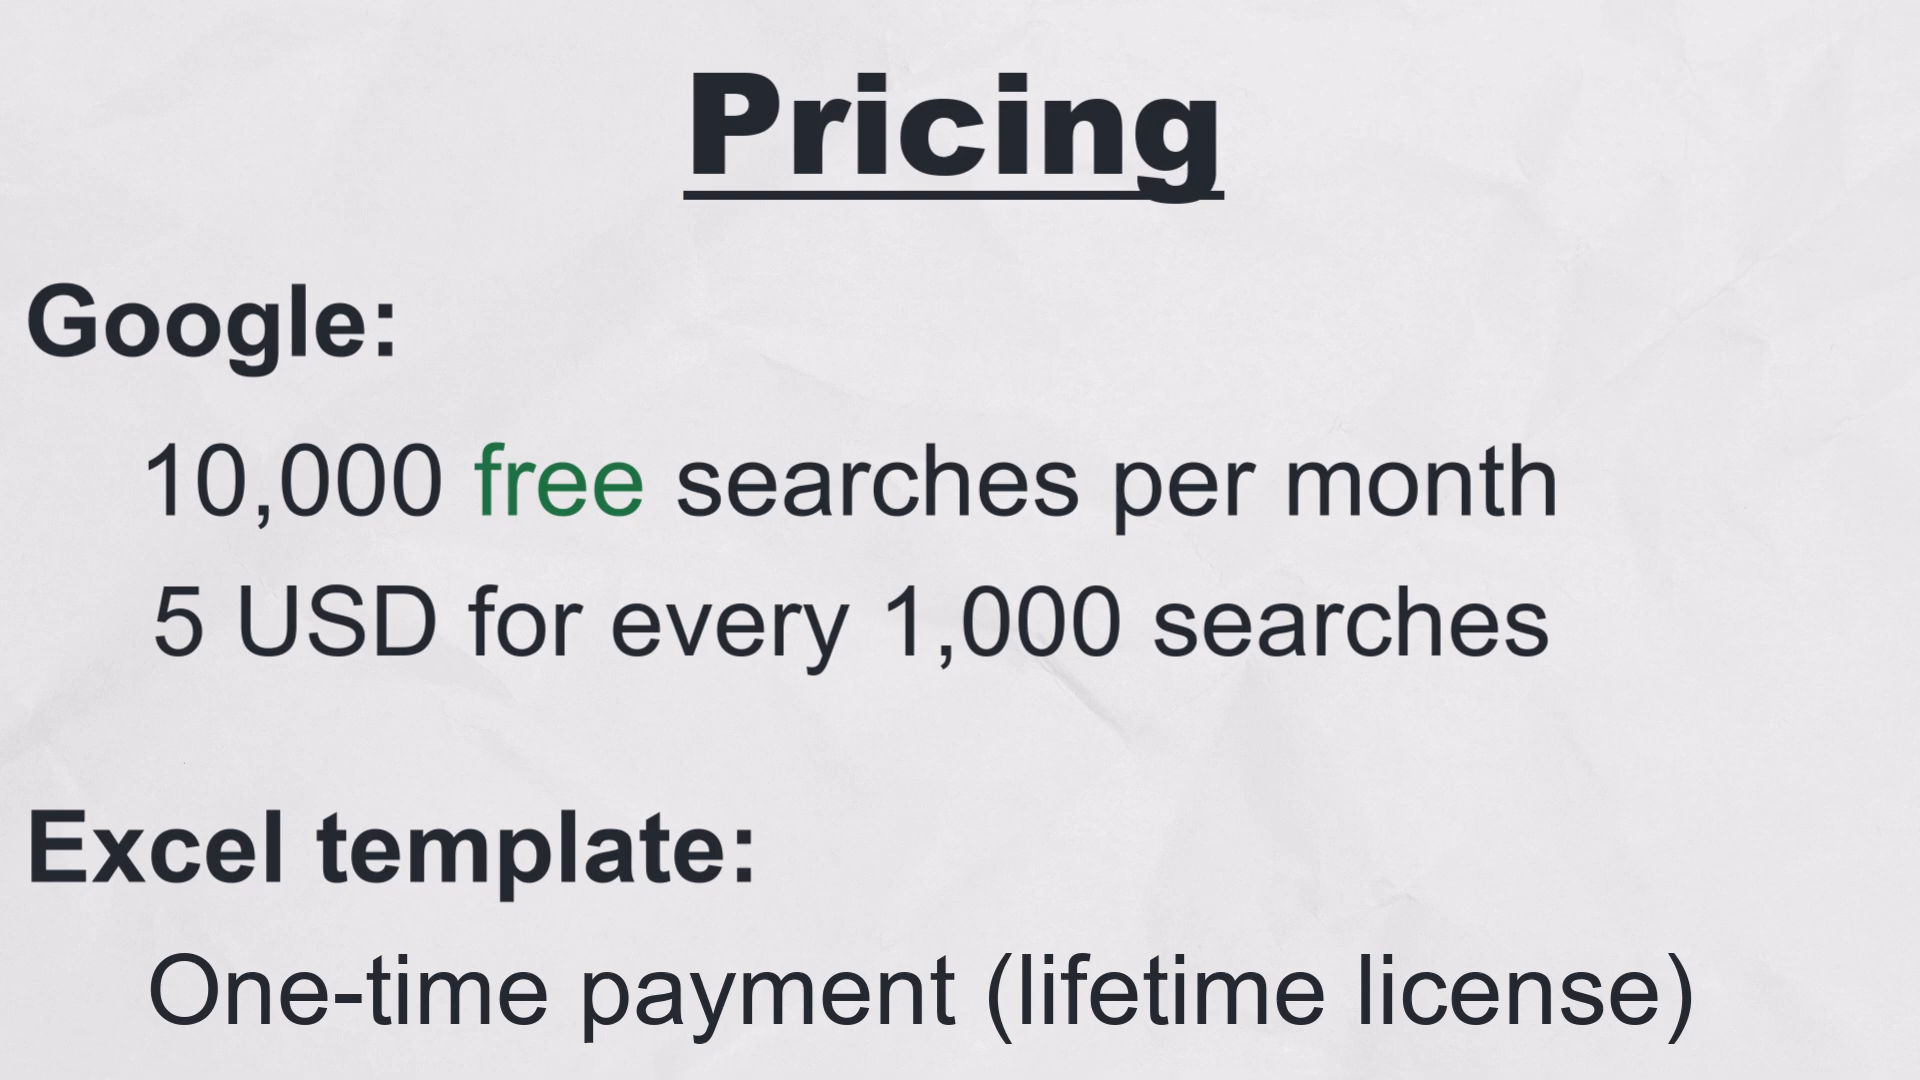 Pricing
Google:
10,000 free searches per month
5 USD for every 1,000 searches
Excel template:
One-time payment (lifetime license)